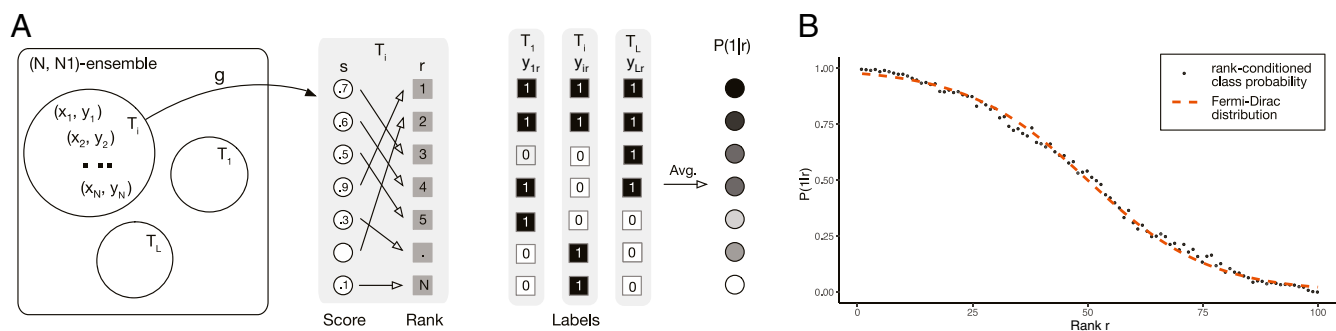 A
(N, N1)-ensemble
g
(x1, y1)
Ti
(x2, y2)
(xN, yN)
T1
TL
Ti
s r
.7 1
.6 2
.5 3
.9 4
.3 5
.
.1 N
Score Rank
T1 Ti TL
y1r yir yLr
1 1 1
1 1 1
0 0 1
1 0 1
1 0 0
0 1 0
0 1 0
Labels
Avg.
P(1|r)
B
1.00
0.75
0.50
0.25
0.00
P(1|r)
0 25 50 75 100
Rank r
rank-conditioned
class probability
Fermi-Dirac
distribution